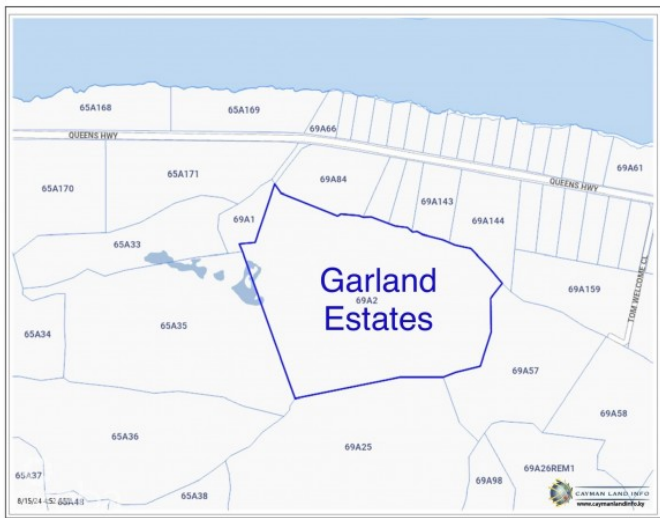 65A168
65A169
69A66
QUEENS HWY
69A61
QUEENS HWY
65A170
65A171
69A84
69A143
69A1
69A144
65A33
Garland
69A2
Estates
69A159
TOM WELCOME CL
65A34
65A35
69A57
69A58
65A36
69A25
65A37
65A38
69A98
69A26REM1
CAYMAN LAND INFO
www.caymanlandinfo.ky